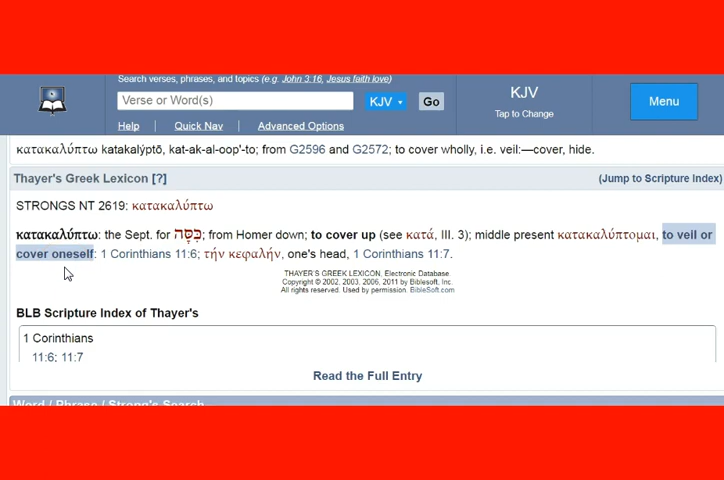 Search verses, phrases, and topics (e.g. John 3:16, Jesus faith love)
Verse or Word(s)
KJV
Go
KJV
Tap to Change
Menu
Help Quick Nav Advanced Options
κατακαλύπτω katakalýptō, kat-ak-al-oop'-to; from G2596 and G2572; to cover wholly, i.e. veil:—cover, hide.
Thayer's Greek Lexicon [?] (Jump to Scripture Index)
STRONGS NT 2619: κατακαλύπτω
κατακαλύπτω: the Sept. for כִּסָּה; from Homer down; to cover up (see κατά, III. 3); middle present κατακαλύπτομαι, to veil or
cover oneself: 1 Corinthians 11:6; τήν κεφαλήν, one's head, 1 Corinthians 11:7.
THAYER'S GREEK LEXICON, Electronic Database.
Copyright © 2002, 2003, 2006, 2011 by Biblesoft, Inc.
All rights reserved. Used by permission. BibleSoft.com
BLB Scripture Index of Thayer's
1 Corinthians
11:6; 11:7
Read the Full Entry
Word / Phrase / Strong's Search